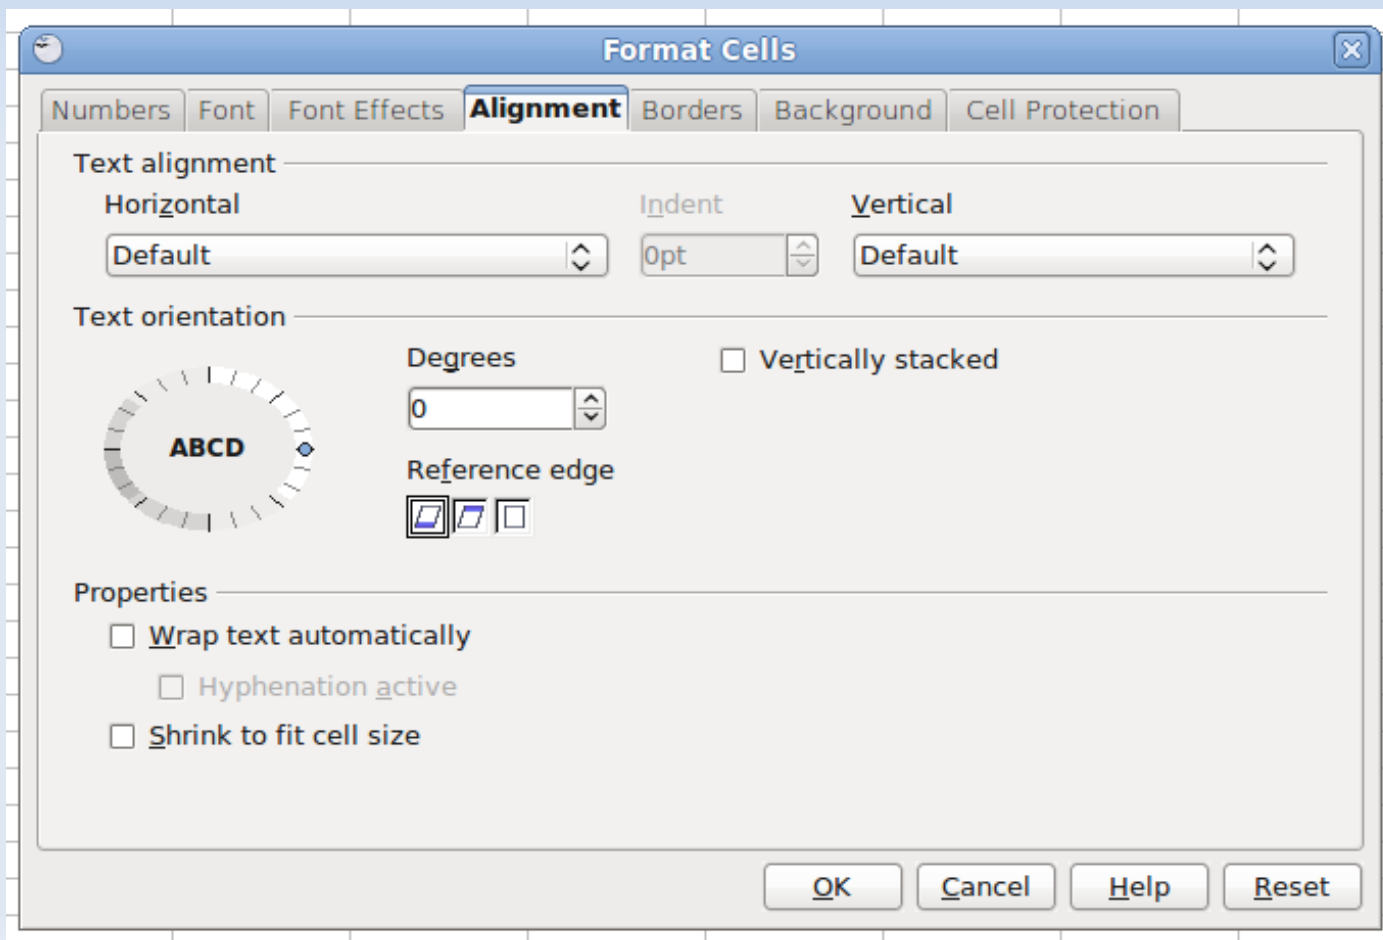 Format Cells
Numbers Font Font Effects Alignment Borders Background Cell Protection
Text alignment
Horizontal Indent Vertical
Default 0pt Default
Text orientation
Degrees Vertically stacked
0
ABCD
Reference edge
Properties
Wrap text automatically
Hyphenation active
Shrink to fit cell size
OK Cancel Help Reset